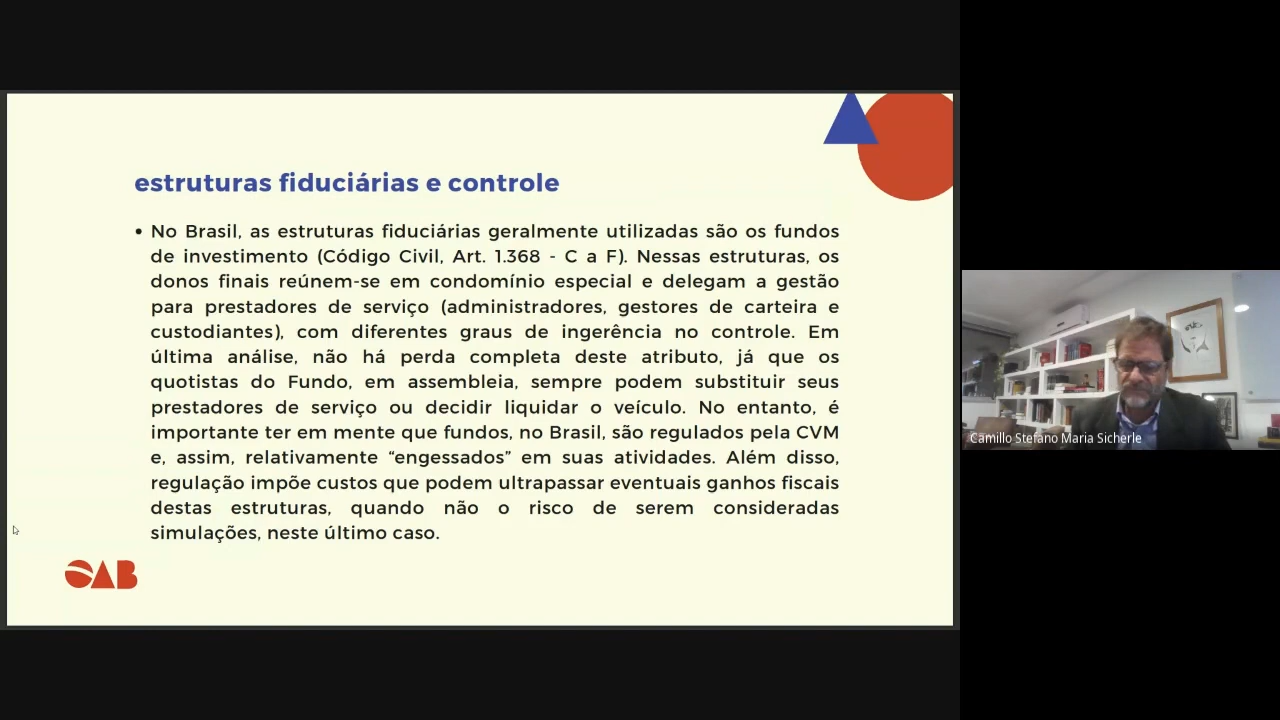 estruturas fiduciárias e controle
• No Brasil, as estruturas fiduciárias geralmente utilizadas são os fundos
de investimento (Código Civil, Art. 1.368 - C a F). Nessas estruturas, os
donos finais reúnem-se em condomínio especial e delegam a gestão
para prestadores de serviço (administradores, gestores de carteira e
custodiantes), com diferentes graus de ingerência no controle. Em
última análise, não há perda completa deste atributo, já que os
quotistas do Fundo, em assembleia, sempre podem substituir seus
prestadores de serviço ou decidir liquidar o veículo. No entanto, é
importante ter em mente que fundos, no Brasil, são regulados pela CVM
e, assim, relativamente “engessados” em suas atividades. Além disso,
regulação impõe custos que podem ultrapassar eventuais ganhos fiscais
destas estruturas, quando não o risco de serem consideradas
simulações, neste último caso.
OAB
Camillo Stefano Maria Sicherle